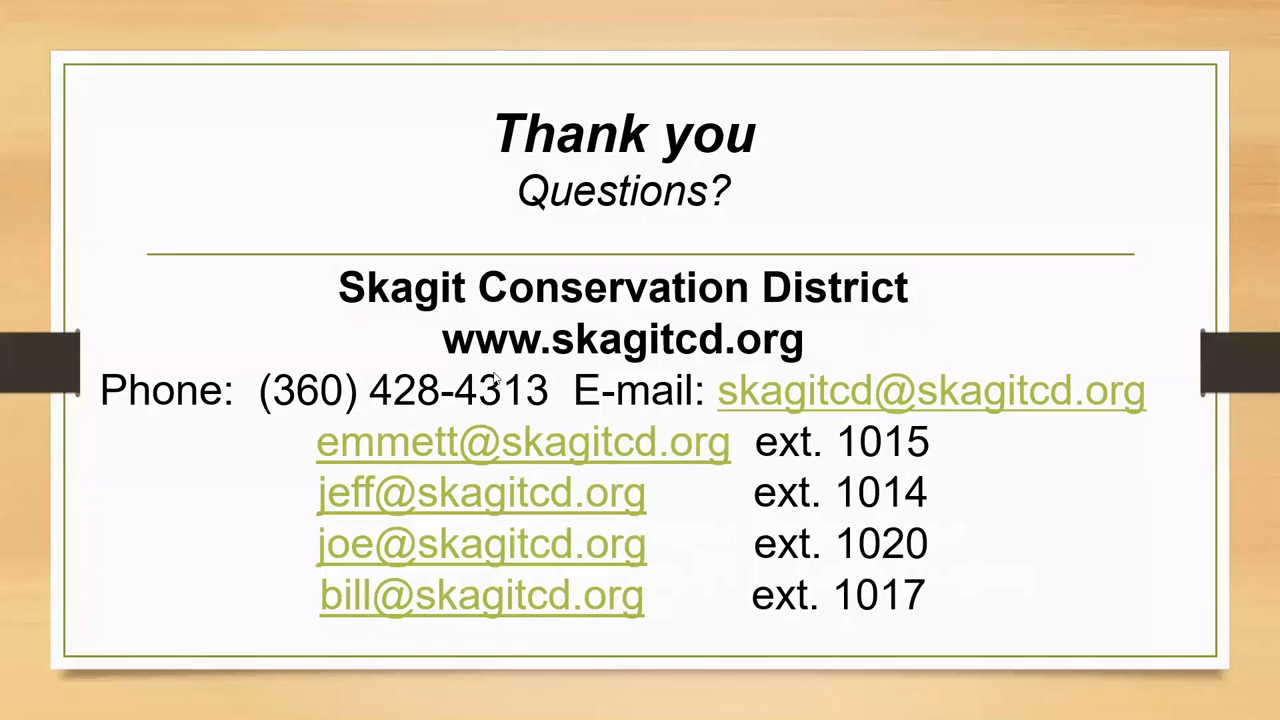 Thank you
Questions?
Skagit Conservation District
www.skagitcd.org
Phone: (360) 428-4313 E-mail: skagitcd@skagitcd.org
emmett@skagitcd.org ext. 1015
jeff@skagitcd.org ext. 1014
joe@skagitcd.org ext. 1020
bill@skagitcd.org ext. 1017